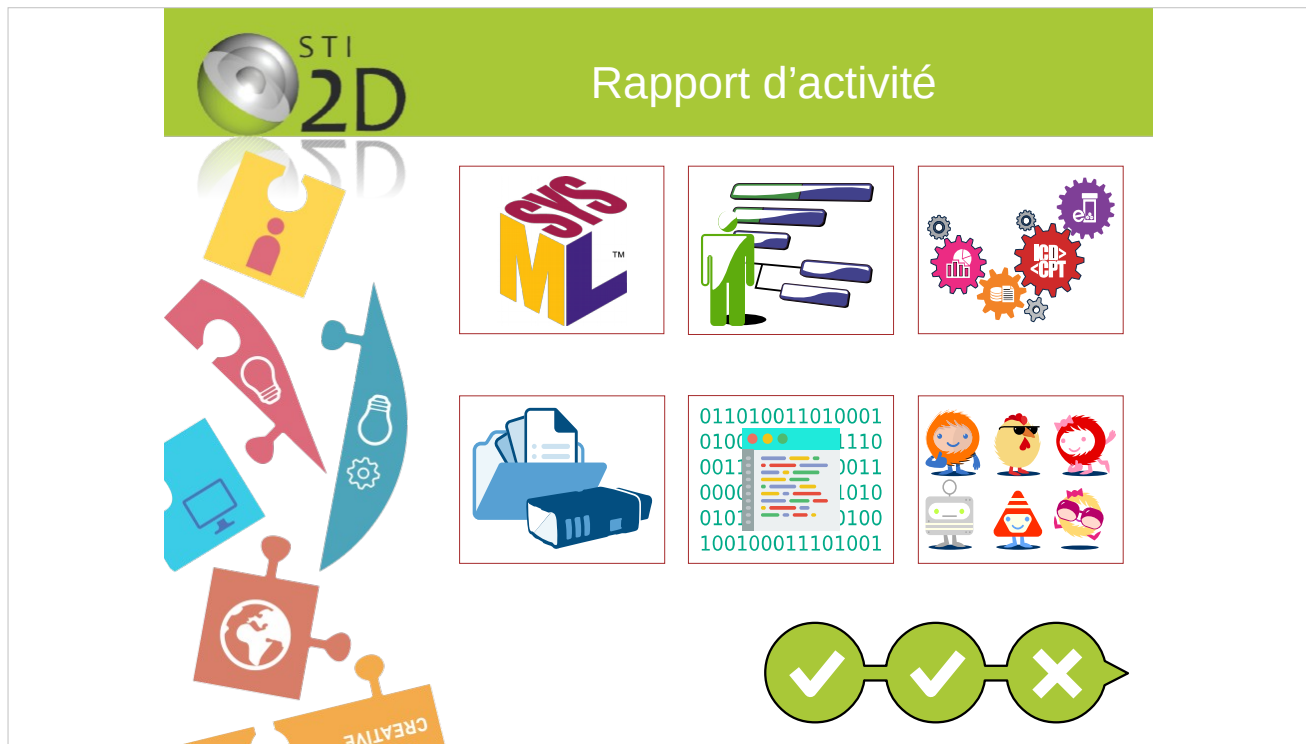 STI
2D
Rapport d’activité
SYS
ML
TM
e
ICD>
<CPT
011010011010001
0100 1110
0011 0011
0000 1010
0101 0100
100100011101001
CREATIVE